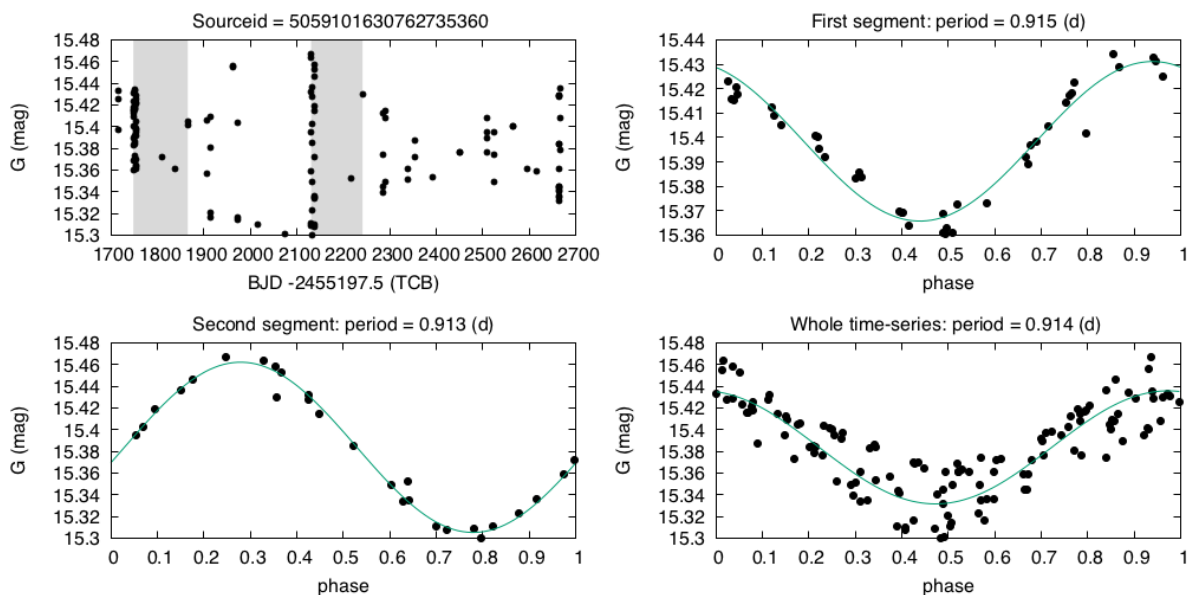 Sourceid = 5059101630762735360
G (mag)
15.48
15.46
15.44
15.42
15.4
15.38
15.36
15.34
15.32
15.3
1700 1800 1900 2000 2100 2200 2300 2400 2500 2600 2700
BJD -2455197.5 (TCB)
First segment: period = 0.915 (d)
G (mag)
15.44
15.43
15.42
15.41
15.4
15.39
15.38
15.37
15.36
0 0.1 0.2 0.3 0.4 0.5 0.6 0.7 0.8 0.9 1
phase
Second segment: period = 0.913 (d)
G (mag)
15.48
15.46
15.44
15.42
15.4
15.38
15.36
15.34
15.32
15.3
0 0.1 0.2 0.3 0.4 0.5 0.6 0.7 0.8 0.9 1
phase
Whole time-series: period = 0.914 (d)
G (mag)
15.48
15.46
15.44
15.42
15.4
15.38
15.36
15.34
15.32
15.3
0 0.1 0.2 0.3 0.4 0.5 0.6 0.7 0.8 0.9 1
phase